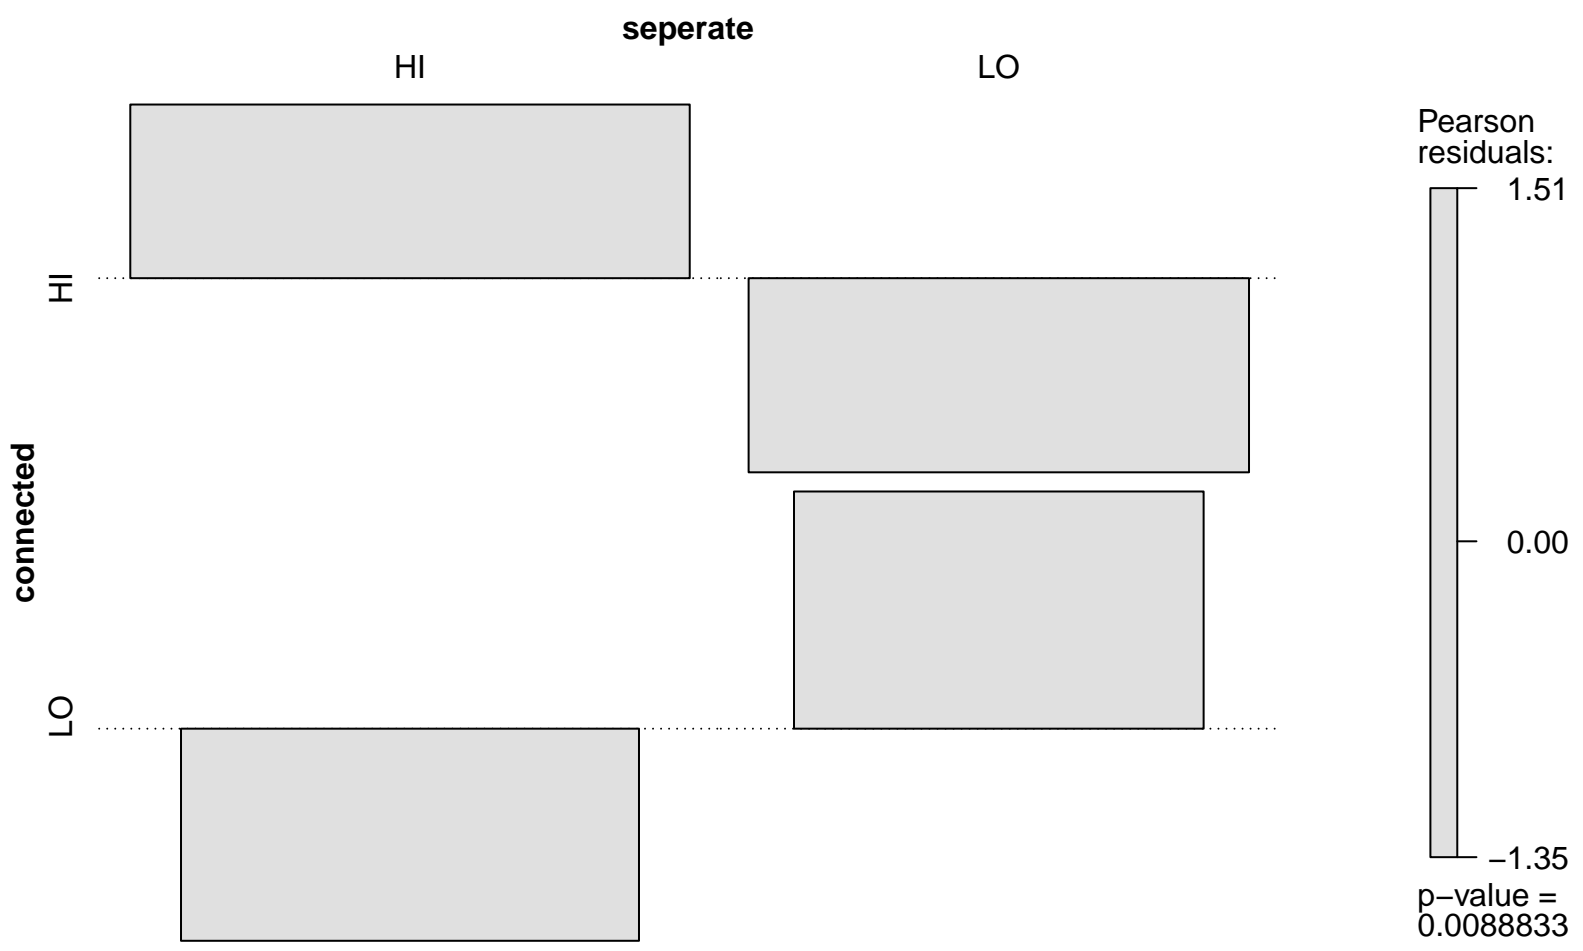 seperate
HI
LO
HI
connected
LO
Pearson
residuals:
1.51
0.00
−1.35
p−value =
0.0088833